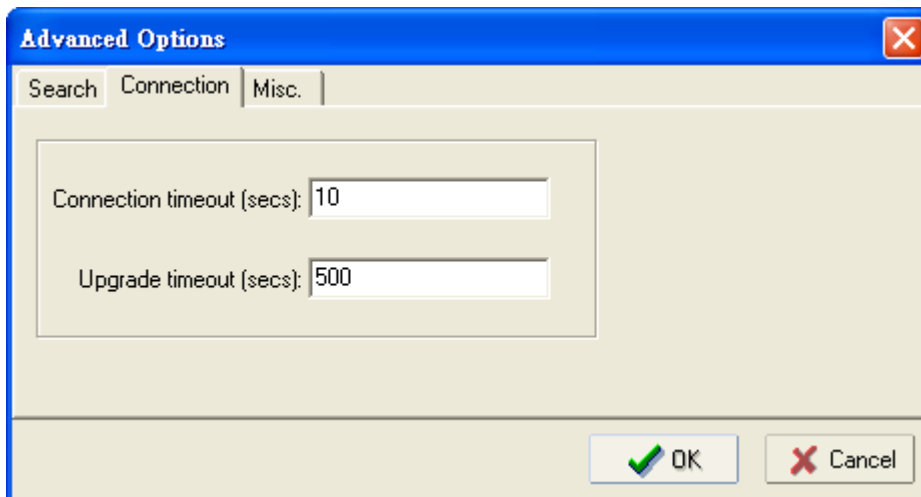 Advanced Options
Search Connection Misc.
Connection timeout (secs): 10
Upgrade timeout (secs): 500
OK Cancel